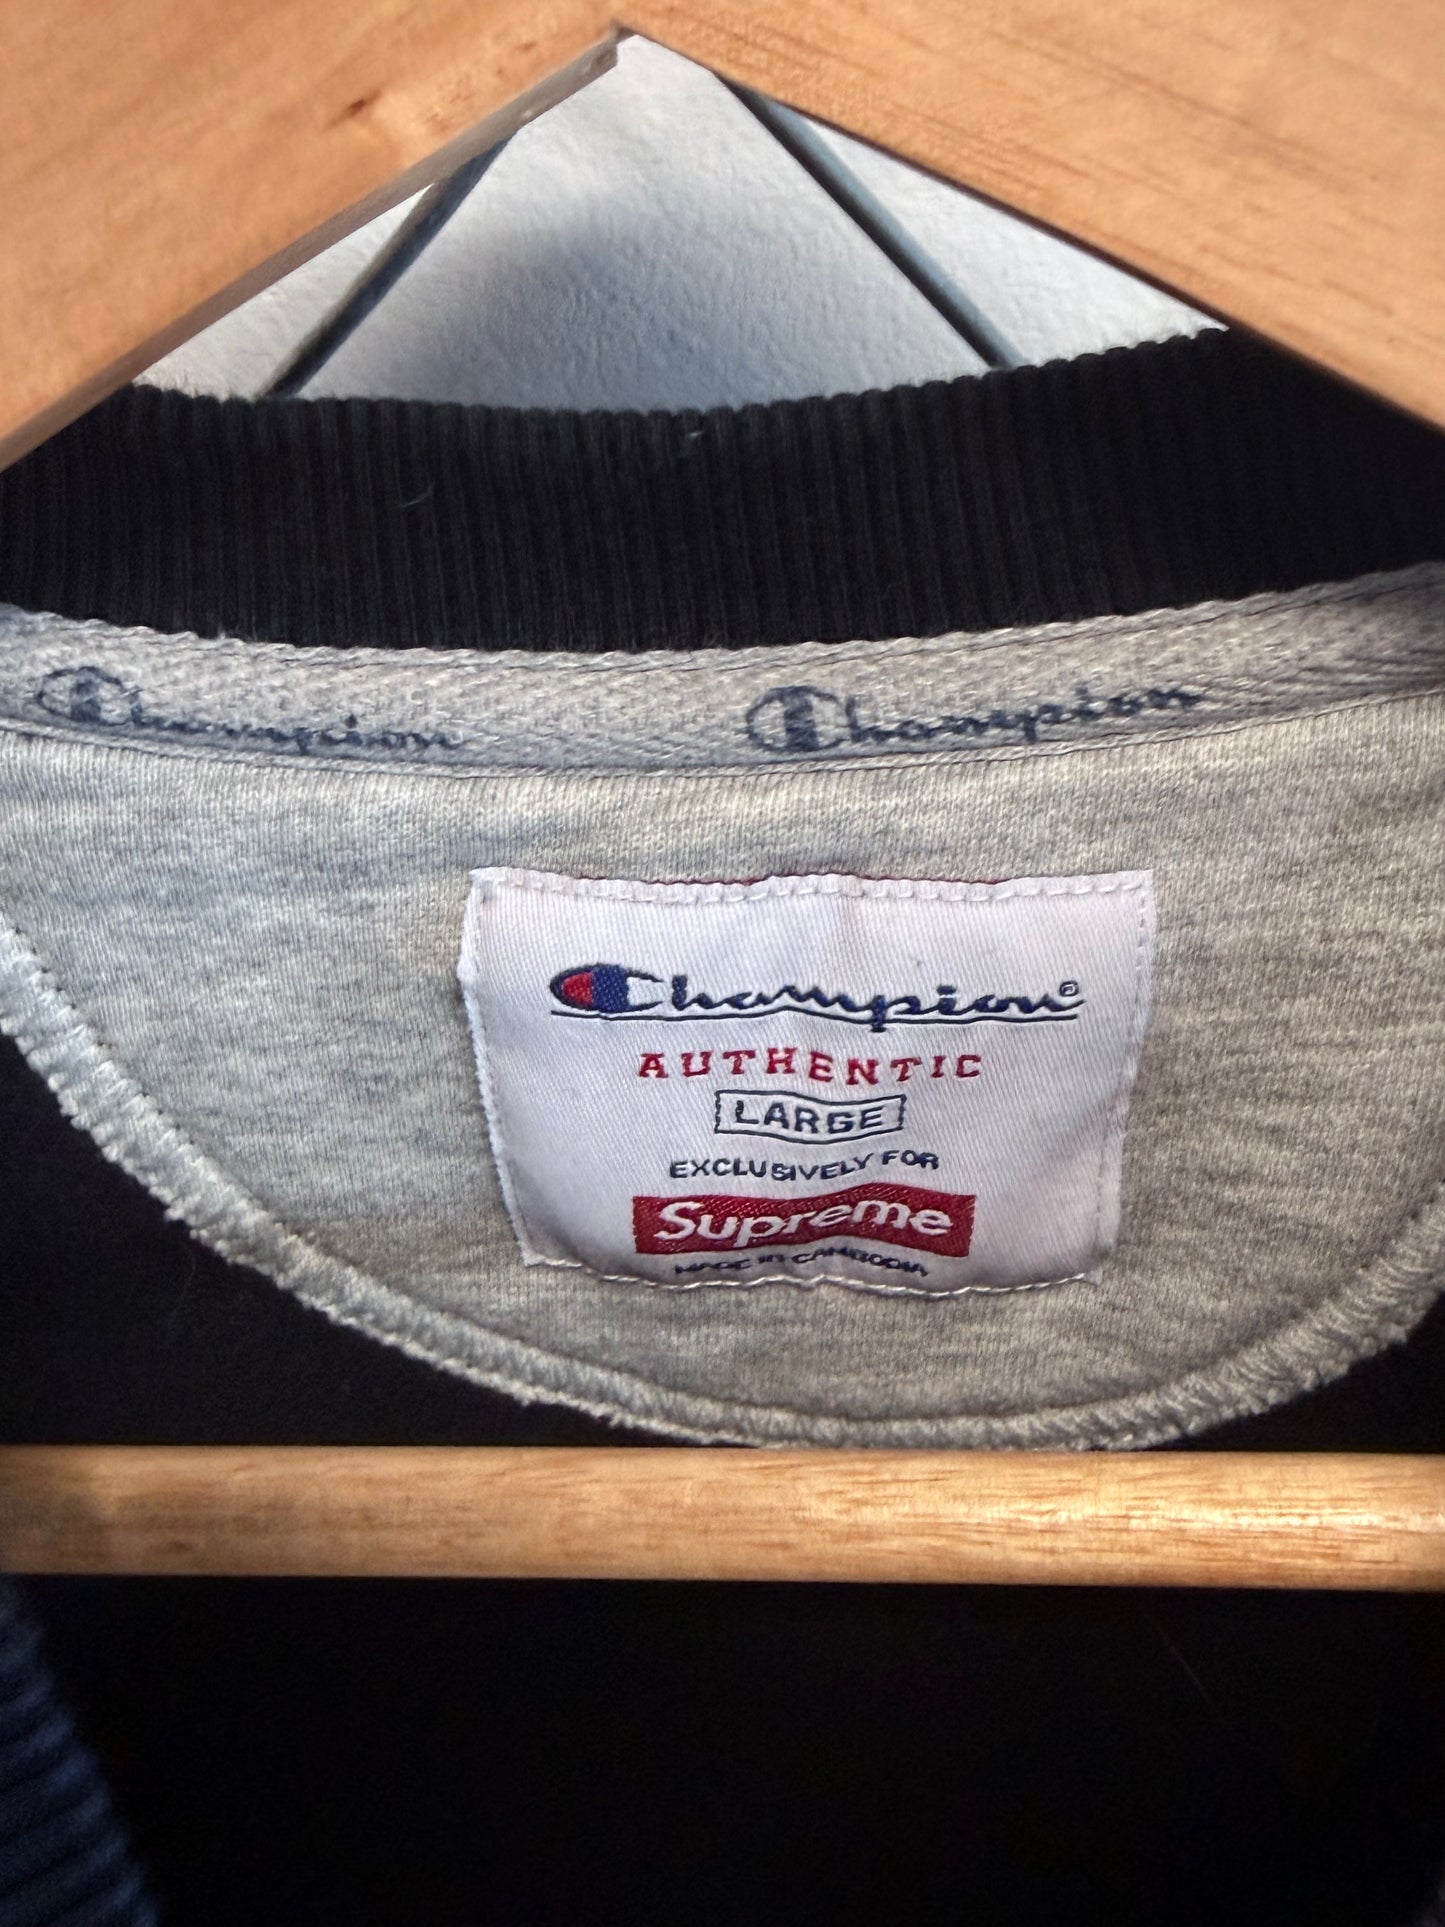 Champion Champion
Champion®
AUTHENTIC
LARGE
EXCLUSIVELY FOR
Supreme
MADE IN CAMBODIA